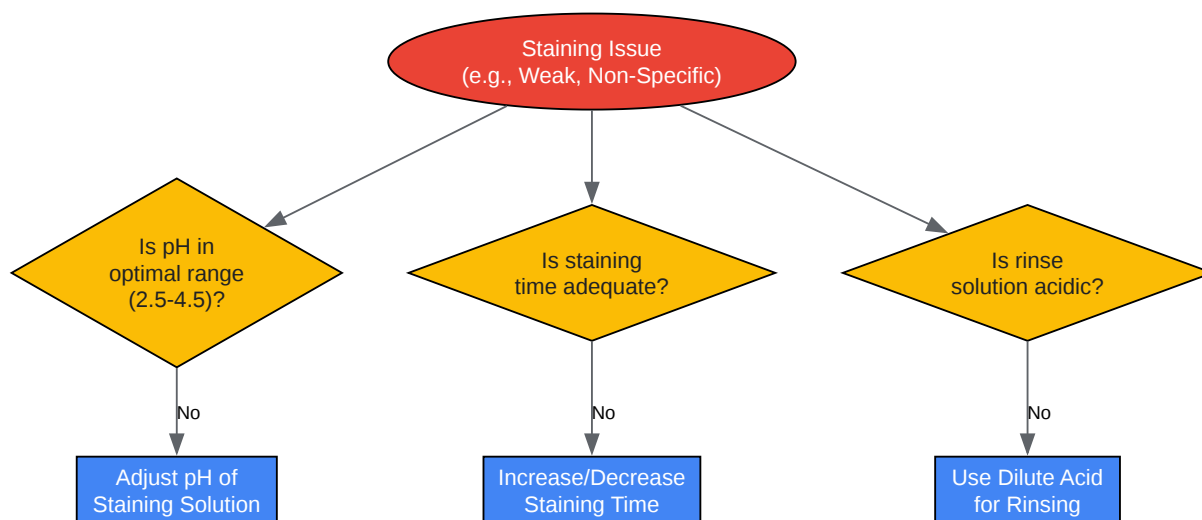 Staining Issue
(e.g., Weak, Non-Specific)
Is pH in
optimal range
(2.5-4.5)?
Is staining
time adequate?
Is rinse
solution acidic?
No
No
No
Adjust pH of
Staining Solution
Increase/Decrease
Staining Time
Use Dilute Acid
for Rinsing